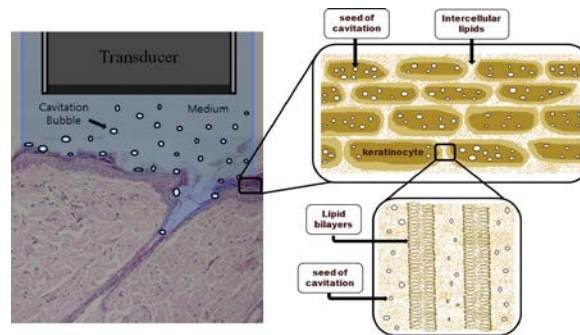 Transducer
Cavitation
Bubble
Medium
seed of
cavitation
Intercellular
lipids
keratinocyte
Lipid
bilayers
seed of
cavitation